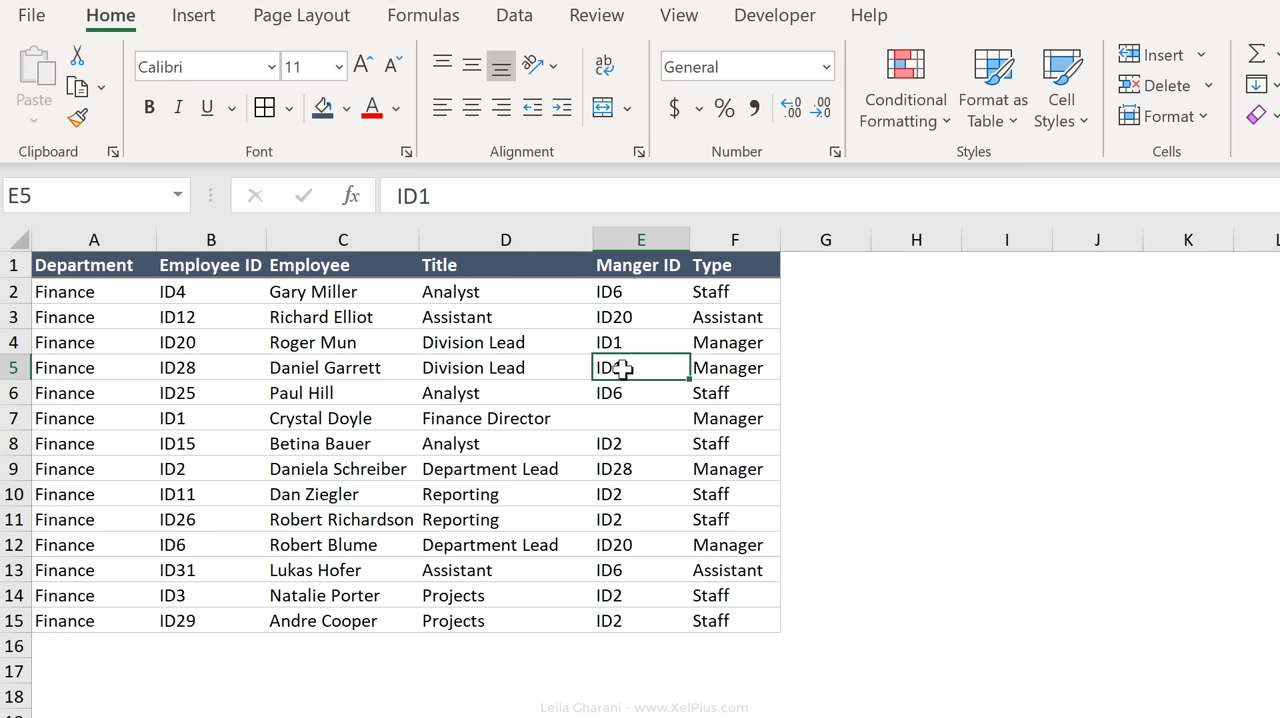 File Home Insert Page Layout Formulas Data Review View Developer Help
Calibri 11 A A ab c General
Paste B I U A $ % Conditional Formatting Format as Table Cell Styles Insert Delete Format
Clipboard Font Alignment Number Styles Cells
E5 fx ID1
A B C D E F G H I J K
1 Department Employee ID Employee Title Manger ID Type
2 Finance ID4 Gary Miller Analyst ID6 Staff
3 Finance ID12 Richard Elliot Assistant ID20 Assistant
4 Finance ID20 Roger Mun Division Lead ID1 Manager
5 Finance ID28 Daniel Garrett Division Lead Manager
6 Finance ID25 Paul Hill Analyst ID6 Staff
7 Finance ID1 Crystal Doyle Finance Director Manager
8 Finance ID15 Betina Bauer Analyst ID2 Staff
9 Finance ID2 Daniela Schreiber Department Lead ID28 Manager
10 Finance ID11 Dan Ziegler Reporting ID2 Staff
11 Finance ID26 Robert Richardson Reporting ID2 Staff
12 Finance ID6 Robert Blume Department Lead ID20 Manager
13 Finance ID31 Lukas Hofer Assistant ID6 Assistant
14 Finance ID3 Natalie Porter Projects ID2 Staff
15 Finance ID29 Andre Cooper Projects ID2 Staff
16
17
18
Leila Gharani - www.XelPlus.com